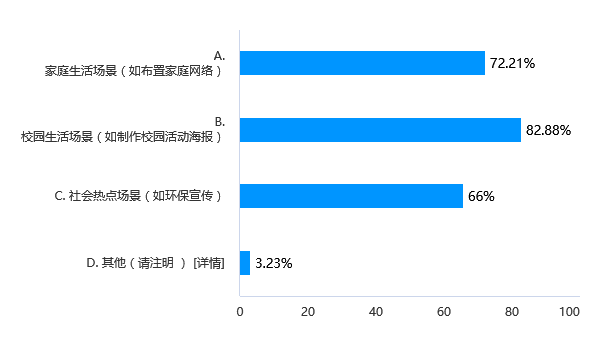 A.
家庭生活场景（如布置家庭网络）
72.21%
B.
校园生活场景（如制作校园活动海报）
82.88%
C. 社会热点场景（如环保宣传）
66%
D. 其他（请注明 ） [详情]
3.23%
0 20 40 60 80 100